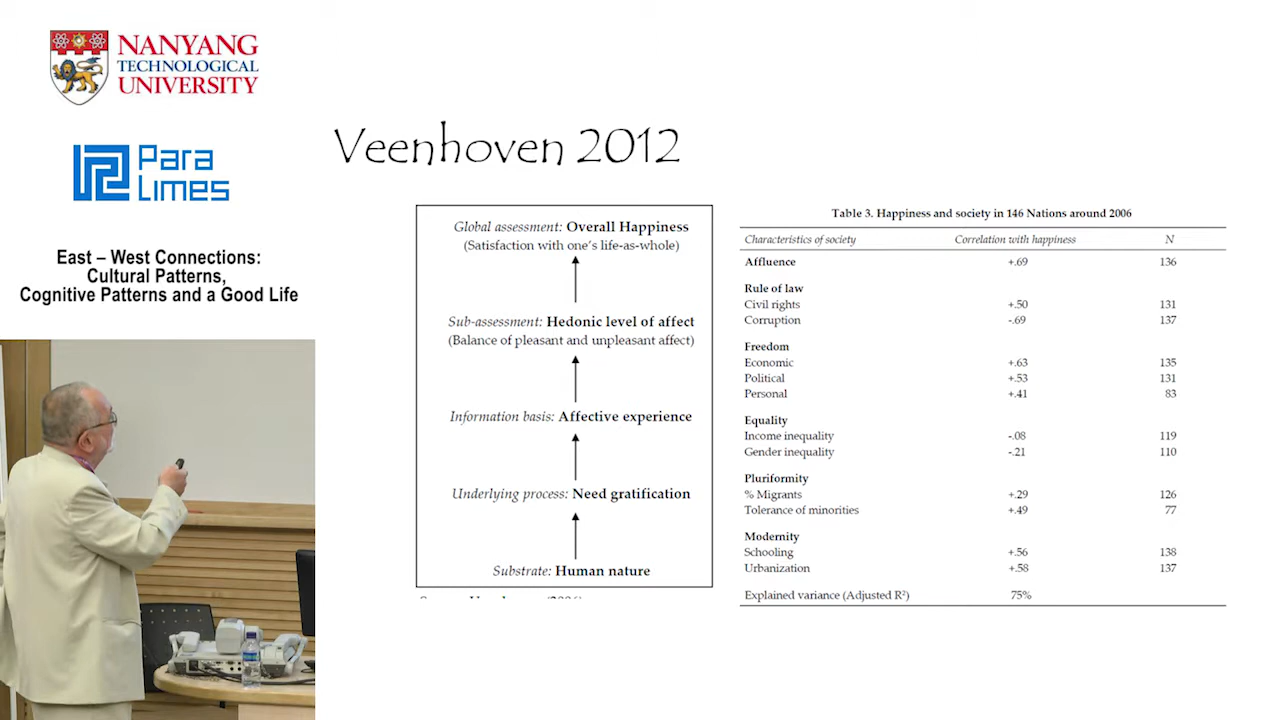 NANYANG
TECHNOLOGICAL
UNIVERSITY
Para
Limes
East – West Connections:
Cultural Patterns,
Cognitive Patterns and a Good Life
Veenhoven 2012
Global assessment: Overall Happiness
(Satisfaction with one's life-as-whole)
Sub-assessment: Hedonic level of affect
(Balance of pleasant and unpleasant affect)
Information basis: Affective experience
Underlying process: Need gratification
Substrate: Human nature
Table 3. Happiness and society in 146 Nations around 2006
Characteristics of society Correlation with happiness N
Affluence +.69 136
Rule of law
Civil rights +.50 131
Corruption -.69 137
Freedom
Economic +.63 135
Political +.53 131
Personal +.41 83
Equality
Income inequality -.08 119
Gender inequality -.21 110
Pluriformity
% Migrants +.29 126
Tolerance of minorities +.49 77
Modernity
Schooling +.56 138
Urbanization +.58 137
Explained variance (Adjusted R²) 75%